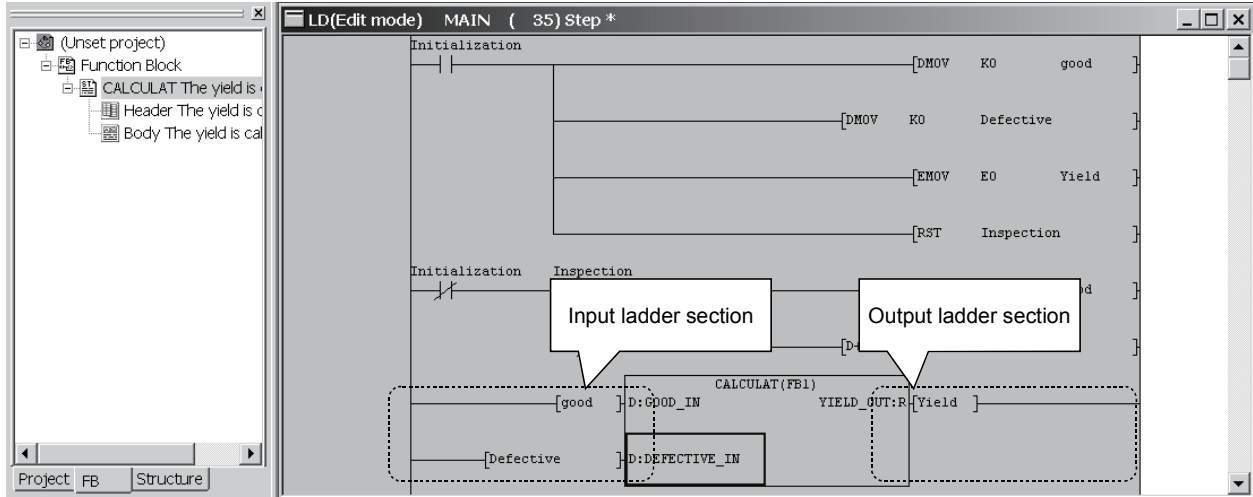 LD(Edit mode) MAIN ( 35) Step *
(Unset project)
Function Block
CALCULAT The yield is
Header The yield is
Body The yield is cal
Project FB Structure
Initialization
[DMOV K0 good ]
[DMOV K0 Defective ]
[EMOV E0 Yield ]
[RST Inspection ]
Initialization Inspection
Input ladder section
Output ladder section
CALCULAT(FB1)
[good ] D:GOOD_IN YIELD_OUT:R [Yield ]
[Defective ] D:DEFECTIVE_IN